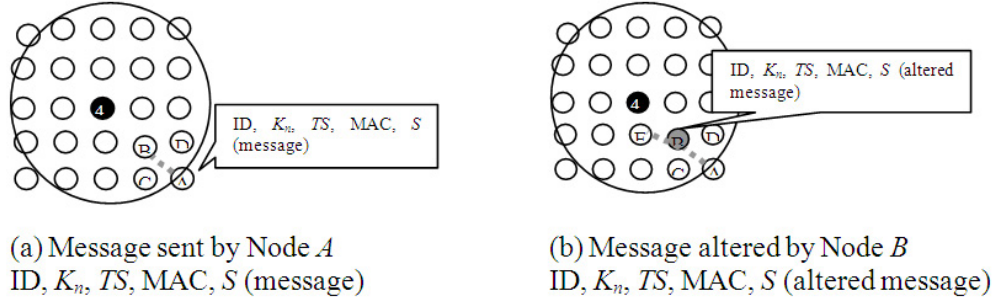 ID, Kn, TS, MAC, S
(message)
4
B
D
C
A
(a) Message sent by Node A
ID, Kn, TS, MAC, S (message)
ID, Kn, TS, MAC, S (altered
message)
4
B
D
C
A
(b) Message altered by Node B
ID, Kn, TS, MAC, S (altered message)